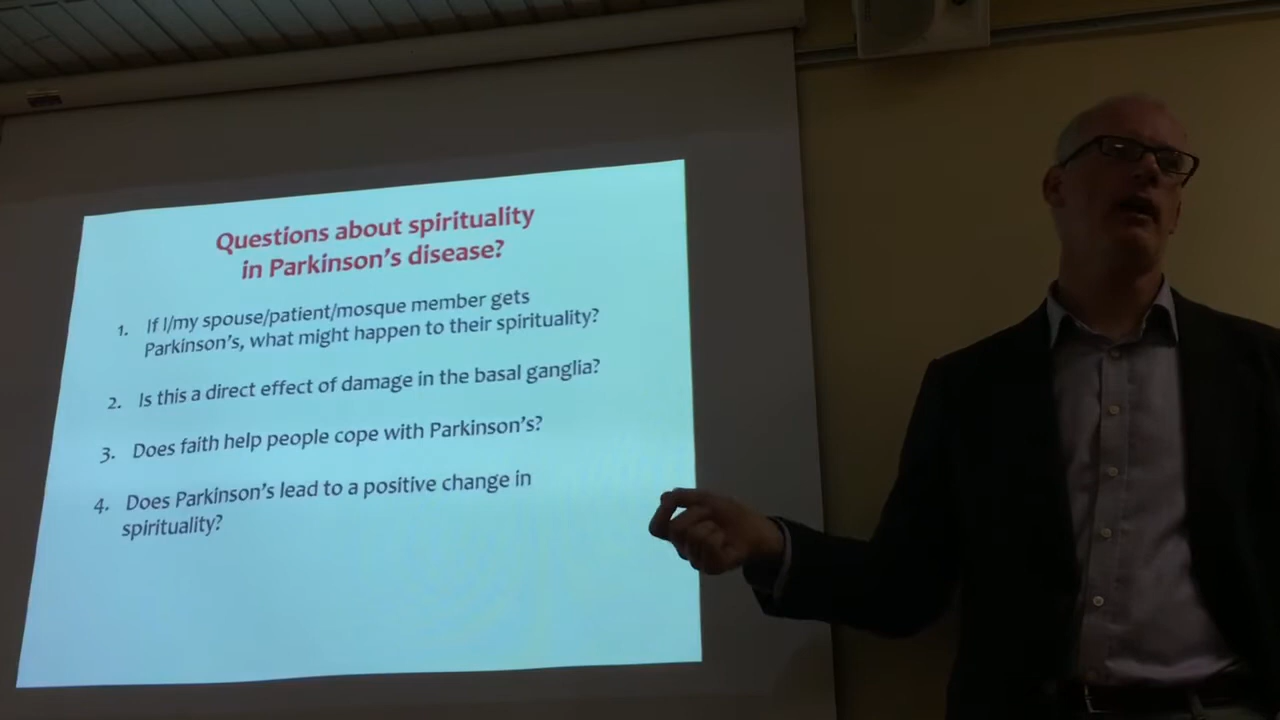 Questions about spirituality
in Parkinson's disease?
1. If I/my spouse/patient/mosque member gets
Parkinson's, what might happen to their spirituality?
2. Is this a direct effect of damage in the basal ganglia?
3. Does faith help people cope with Parkinson's?
4. Does Parkinson's lead to a positive change in
spirituality?